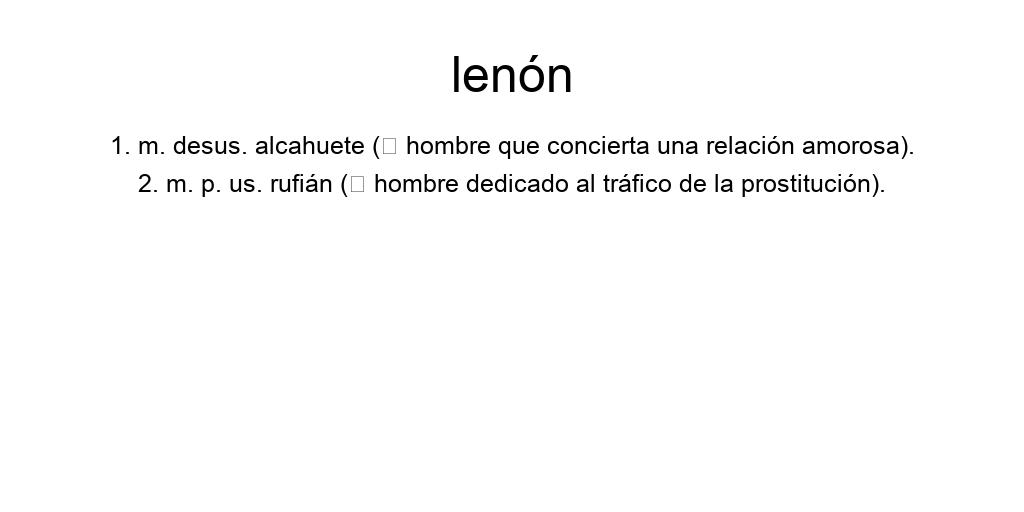 lenón
1. m. desus. alcahuete (□ hombre que concierta una relación amorosa).
2. m. p. us. rufián (□ hombre dedicado al tráfico de la prostitución).